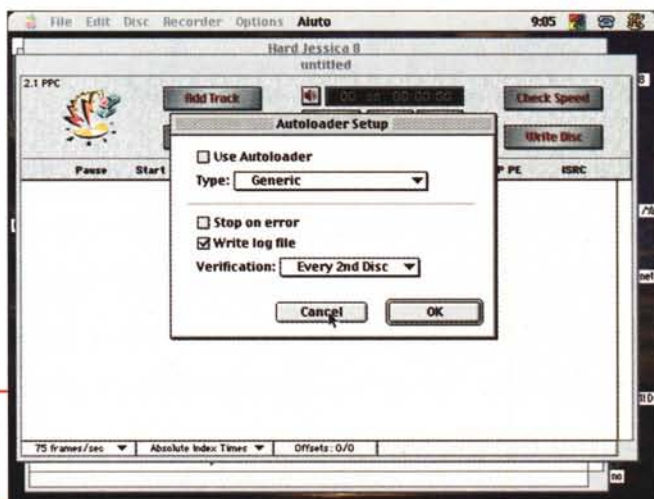 File Edit Disc Recorder Options Aiuto 9:05
Hard Jessica 8
untitled
2.1 PPC
Add Track
Check Speed
Write Disc
Pause Start P PE ISRC
Autoloader Setup
Use Autoloader
Type: Generic
Stop on error
Write log file
Verification: Every 2nd Disc
Cancel OK
75 frames/sec Absolute Index Times Offsets: 0/0
no